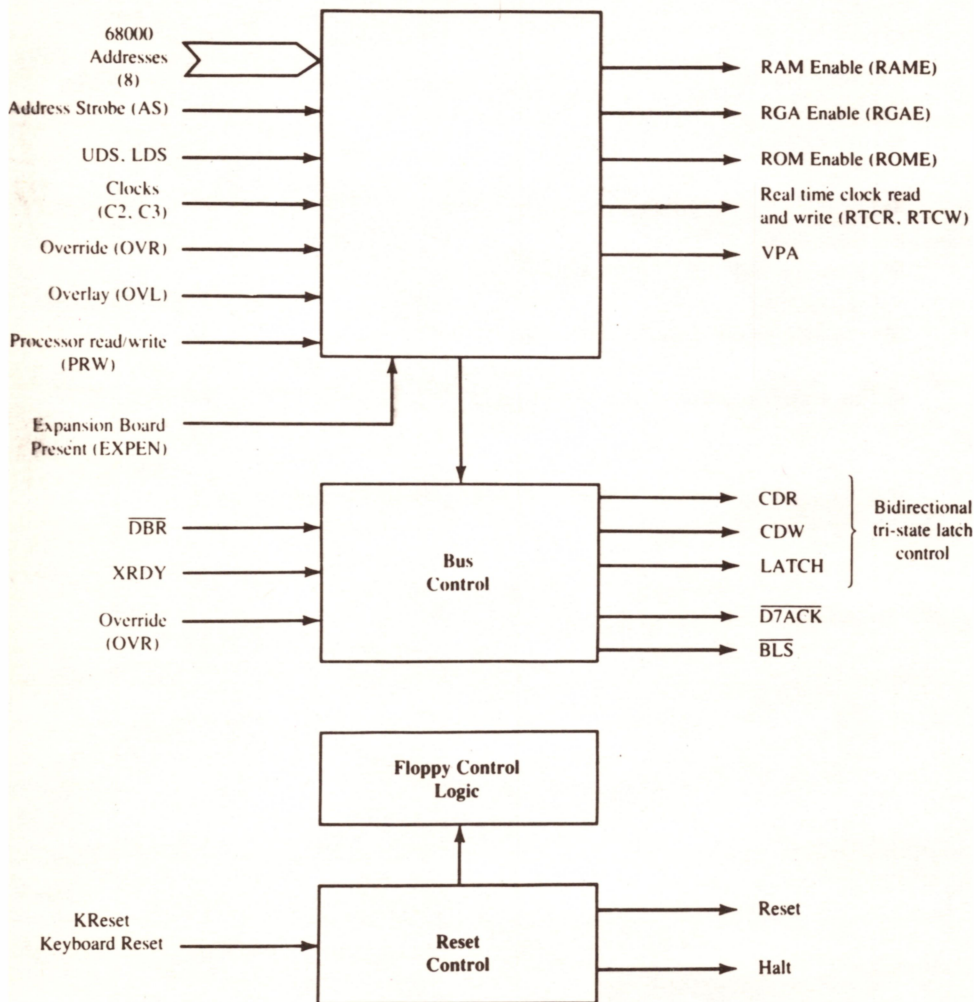 68000
Addresses
(8)
Address Strobe (AS)
UDS, LDS
Clocks
(C2, C3)
Override (OVR)
Overlay (OVL)
Processor read/write
(PRW)
Expansion Board
Present (EXPEN)
RAM Enable (RAME)
RGA Enable (RGAE)
ROM Enable (ROME)
Real time clock read
and write (RTCR, RTCW)
VPA
DBR
XRDY
Override
(OVR)
Bus
Control
CDR
CDW
LATCH
Bidirectional
tri-state latch
control
D7ACK
BLS
Floppy Control
Logic
KReset
Keyboard Reset
Reset
Control
Reset
Halt